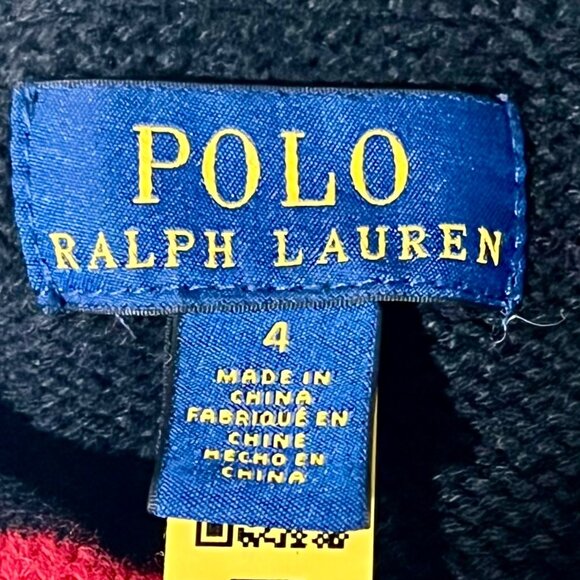 POLO
RALPH LAUREN
4
MADE IN
CHINA
FABRIQUÉ EN
CHINE
HECHO EN
CHINA